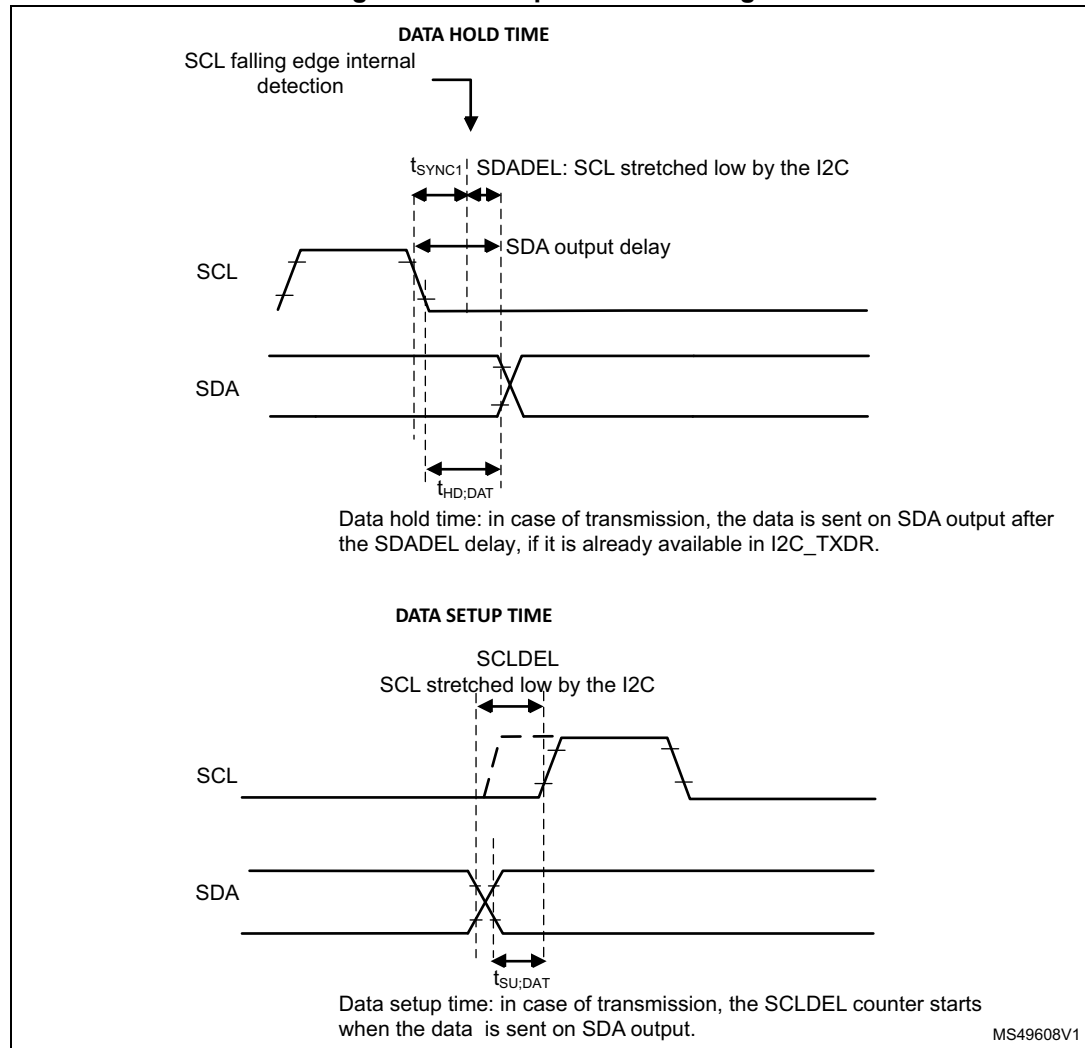 DATA HOLD TIME
SCL falling edge internal
detection
tSYNC1
SDADEL: SCL stretched low by the I2C
SDA output delay
SCL
SDA
tHD;DAT
Data hold time: in case of transmission, the data is sent on SDA output after
the SDADEL delay, if it is already available in I2C_TXDR.
DATA SETUP TIME
SCLDEL
SCL stretched low by the I2C
SCL
SDA
tSU;DAT
Data setup time: in case of transmission, the SCLDEL counter starts
when the data is sent on SDA output.
MS49608V1